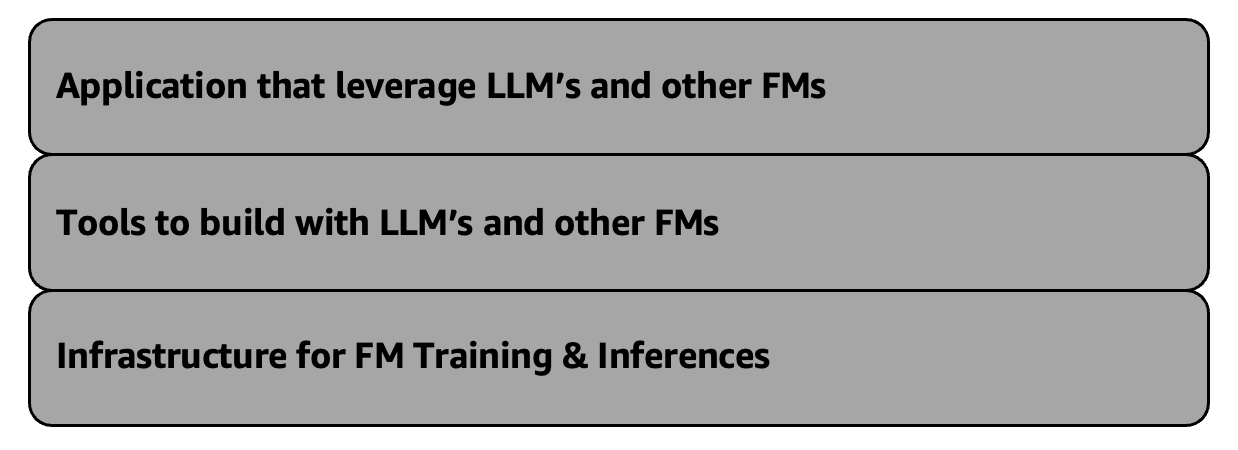 Application that leverage LLM’s and other FMs
Tools to build with LLM’s and other FMs
Infrastructure for FM Training & Inferences